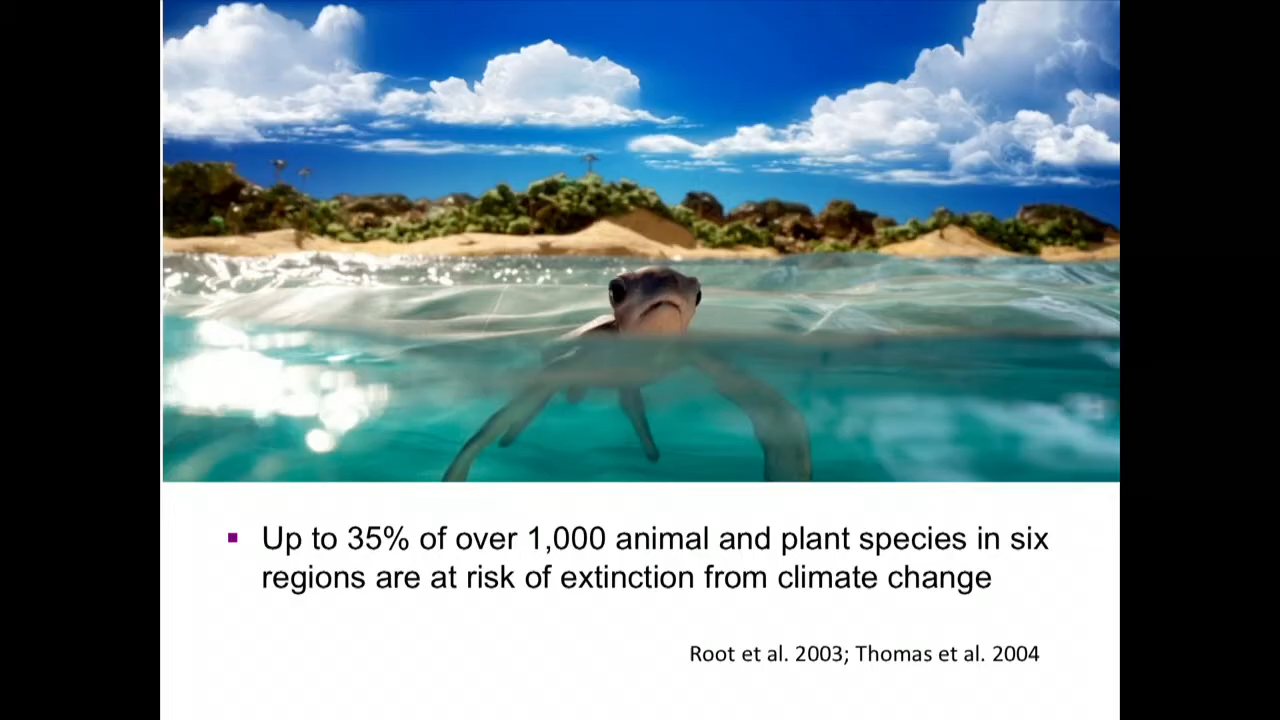 Up to 35% of over 1,000 animal and plant species in six
regions are at risk of extinction from climate change
Root et al. 2003; Thomas et al. 2004